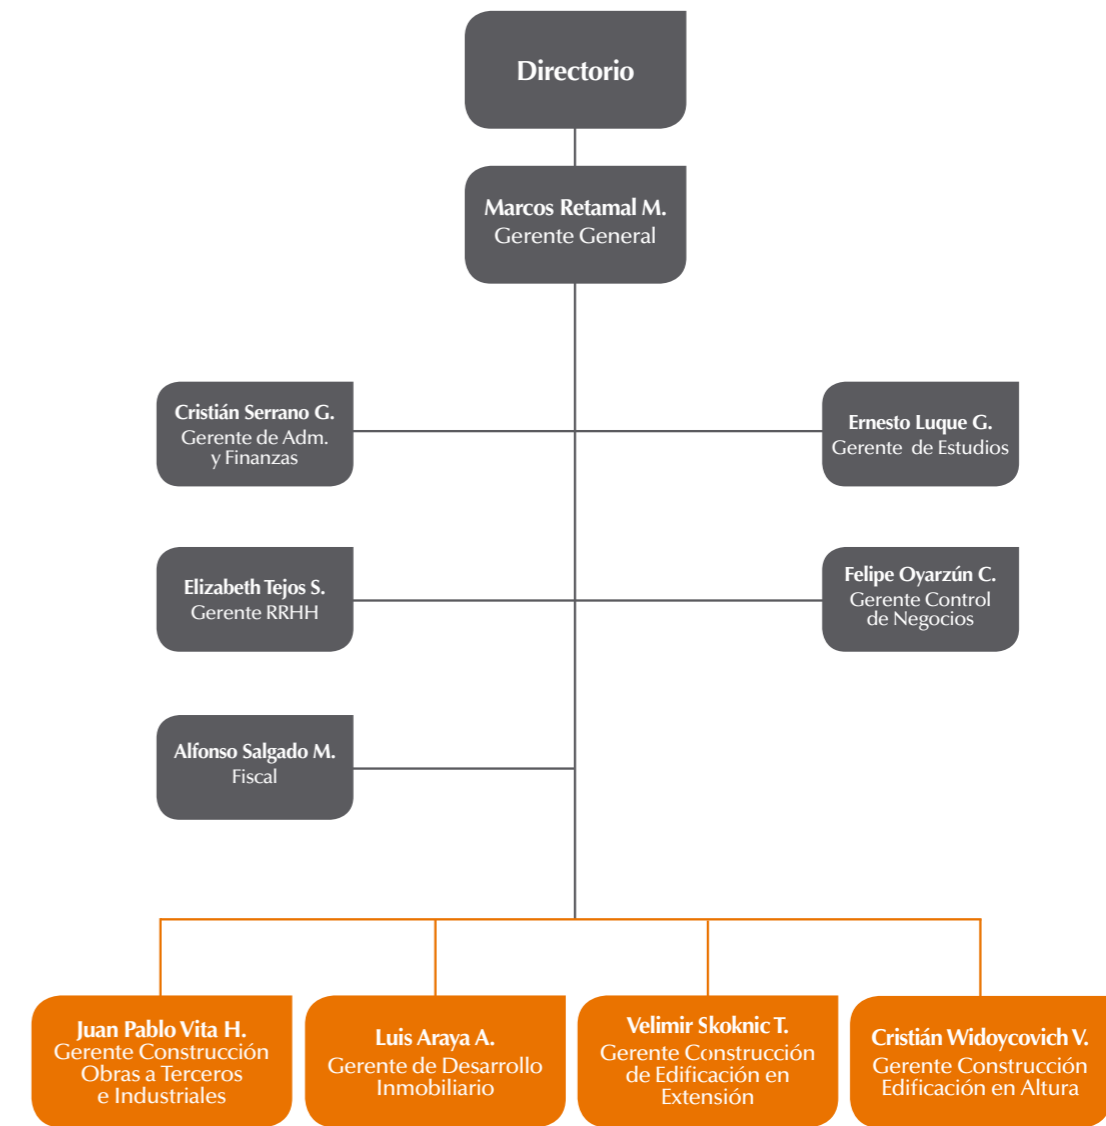 Directorio
Marcos Retamal M.
Gerente General
Cristián Serrano G.
Gerente de Adm.
y Finanzas
Ernesto Luque G.
Gerente de Estudios
Elizabeth Tejos S.
Gerente RRHH
Felipe Oyarzún C.
Gerente Control
de Negocios
Alfonso Salgado M.
Fiscal
Juan Pablo Vita H.
Gerente Construcción
Obras a Terceros
e Industriales
Luis Araya A.
Gerente de Desarrollo
Inmobiliario
Velimir Skoknic T.
Gerente Construcción
de Edificación en
Extensión
Cristián Widoycovich V.
Gerente Construcción
Edificación en Altura